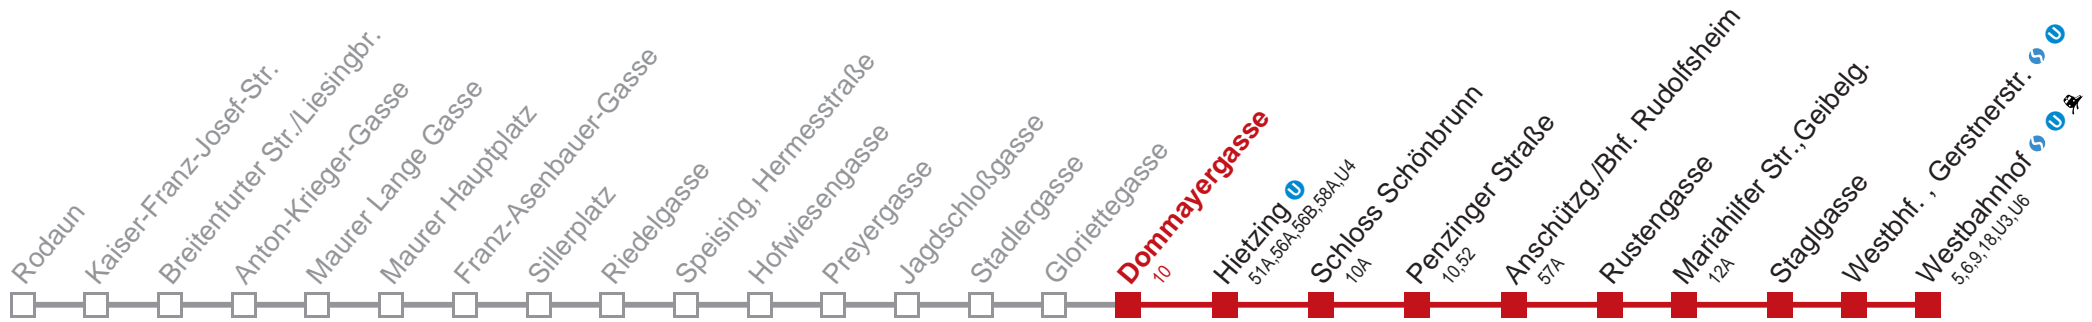 Rodaun
Kaiser-Franz-Josef-Str.
Breitenfurter Str./Liesingbr.
Anton-Krieger-Gasse
Maurer Lange Gasse
Maurer Hauptplatz
Franz-Asenbauer-Gasse
Sillerplatz
Riedelgasse
Speising, Hermesstraße
Hofwiesengasse
Preyergasse
Jagdschloßgasse
Stadlergasse
Gloriettegasse
Dommayergasse
10
Hietzing U
51A,56A,56B,58A,U4
Schloss Schönbrunn
10A
Penzinger Straße
10,52
Anschützg./Bhf. Rudolfsheim
57A
Rustengasse
Mariahilfer Str.,Geibelg.
12A
Staglgasse
Westbhf. , Gerstnerstr. S U
Westbahnhof S U
5,6,9,18,U3,U6